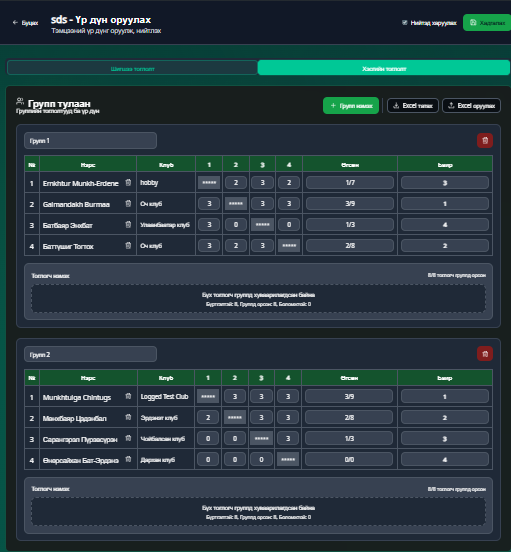 ← Буцах
sds - Үр дүн оруулах
Тэмцээний үр дүнг оруулж, нийтлэх
Нийтэд харуулах
Хадгалах
Шигшээ тоглолт
Хэсгийн тоглолт
Групп тулаан
Группийн тоглолтууд ба үр дүн
+ Групп нэмэх
Excel татах
Excel оруулах
Групп 1
№ Нэрс Клуб 1 2 3 4 Өгсөн Байр
1 Ernkhtur Munkh-Erdene hobby ***** 2 3 2 1/7 3
2 Galmandakh Burmaa Оч клуб 3 ***** 3 3 3/9 1
3 Батбаяр Энхбат Улаанбаатар клуб 3 0 ***** 0 1/3 4
4 Баттүшиг Тогтох Оч клуб 3 2 3 ***** 2/8 2
Тоглогч нэмэх
8/8 тоглогч группд орсон
Бүх тоглогч группд хуваарилагдсан байна
Бүртгэлтэй: 8, Группд орсон: 8, Боломжтой: 0
Групп 2
№ Нэрс Клуб 1 2 3 4 Өгсөн Байр
1 Munkhtulga Chintugs Logged Test Club ***** 3 3 3 3/9 1
2 Мөнхбаяр Цэдэнбал Эрдэнэт клуб 2 ***** 3 3 2/8 2
3 Сарангэрэл Пүрэвсүрэн Чойбалсан клуб 0 0 ***** 3 1/3 3
4 Өнөрсайхан Бат-Эрдэнэ Дархан клуб 0 0 0 ***** 0/0 4
Тоглогч нэмэх
8/8 тоглогч группд орсон
Бүх тоглогч группд хуваарилагдсан байна
Бүртгэлтэй: 8, Группд орсон: 8, Боломжтой: 0